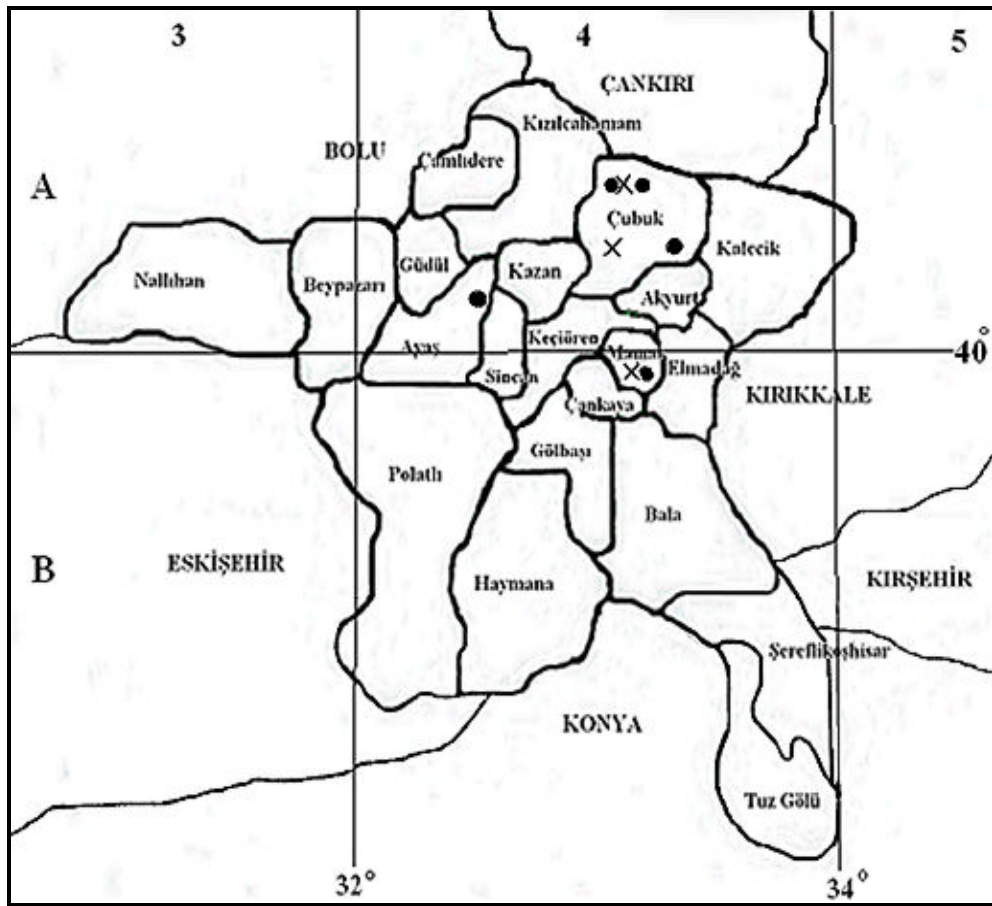 3
4
5
ÇANKIRI
Kızılcahamam
BOLU
Çamlıdere
A
Çubuk
Kalecik
Güdül
Kazan
Nallıhan
Beypazarı
Akyurt
Keçiören
40°
Ayaş
Mamak
Elmadağ
Sincan
KIRIKKALE
Çankaya
Gölbaşı
Polatlı
Bala
ESKİŞEHİR
B
Haymana
KIRŞEHİR
Şereflikoşhisar
KONYA
Tuz Gölü
32°
34°